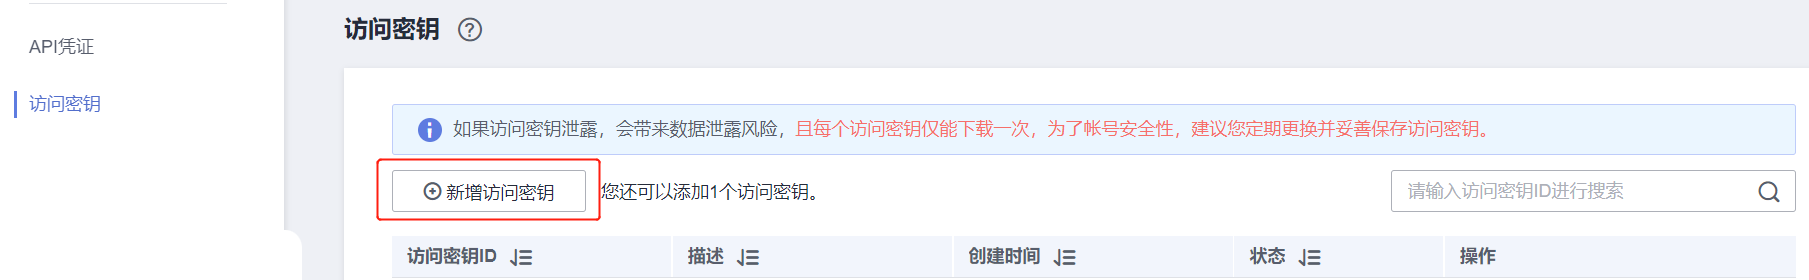 访问密钥
API凭证
访问密钥
如果访问密钥泄露，会带来数据泄露风险，且每个访问密钥仅能下载一次，为了帐号安全性，建议您定期更换并妥善保存访问密钥。
新增访问密钥 您还可以添加1个访问密钥。 请输入访问密钥ID进行搜索
访问密钥ID 描述 创建时间 状态 操作